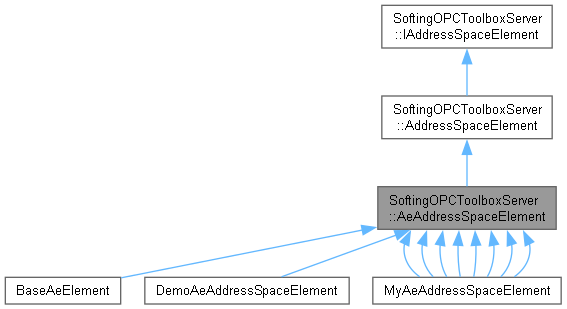 SoftingOPCToolboxServer
::IAddressSpaceElement
SoftingOPCToolboxServer
::AddressSpaceElement
SoftingOPCToolboxServer
::AeAddressSpaceElement
BaseAeElement
DemoAeAddressSpaceElement
MyAeAddressSpaceElement